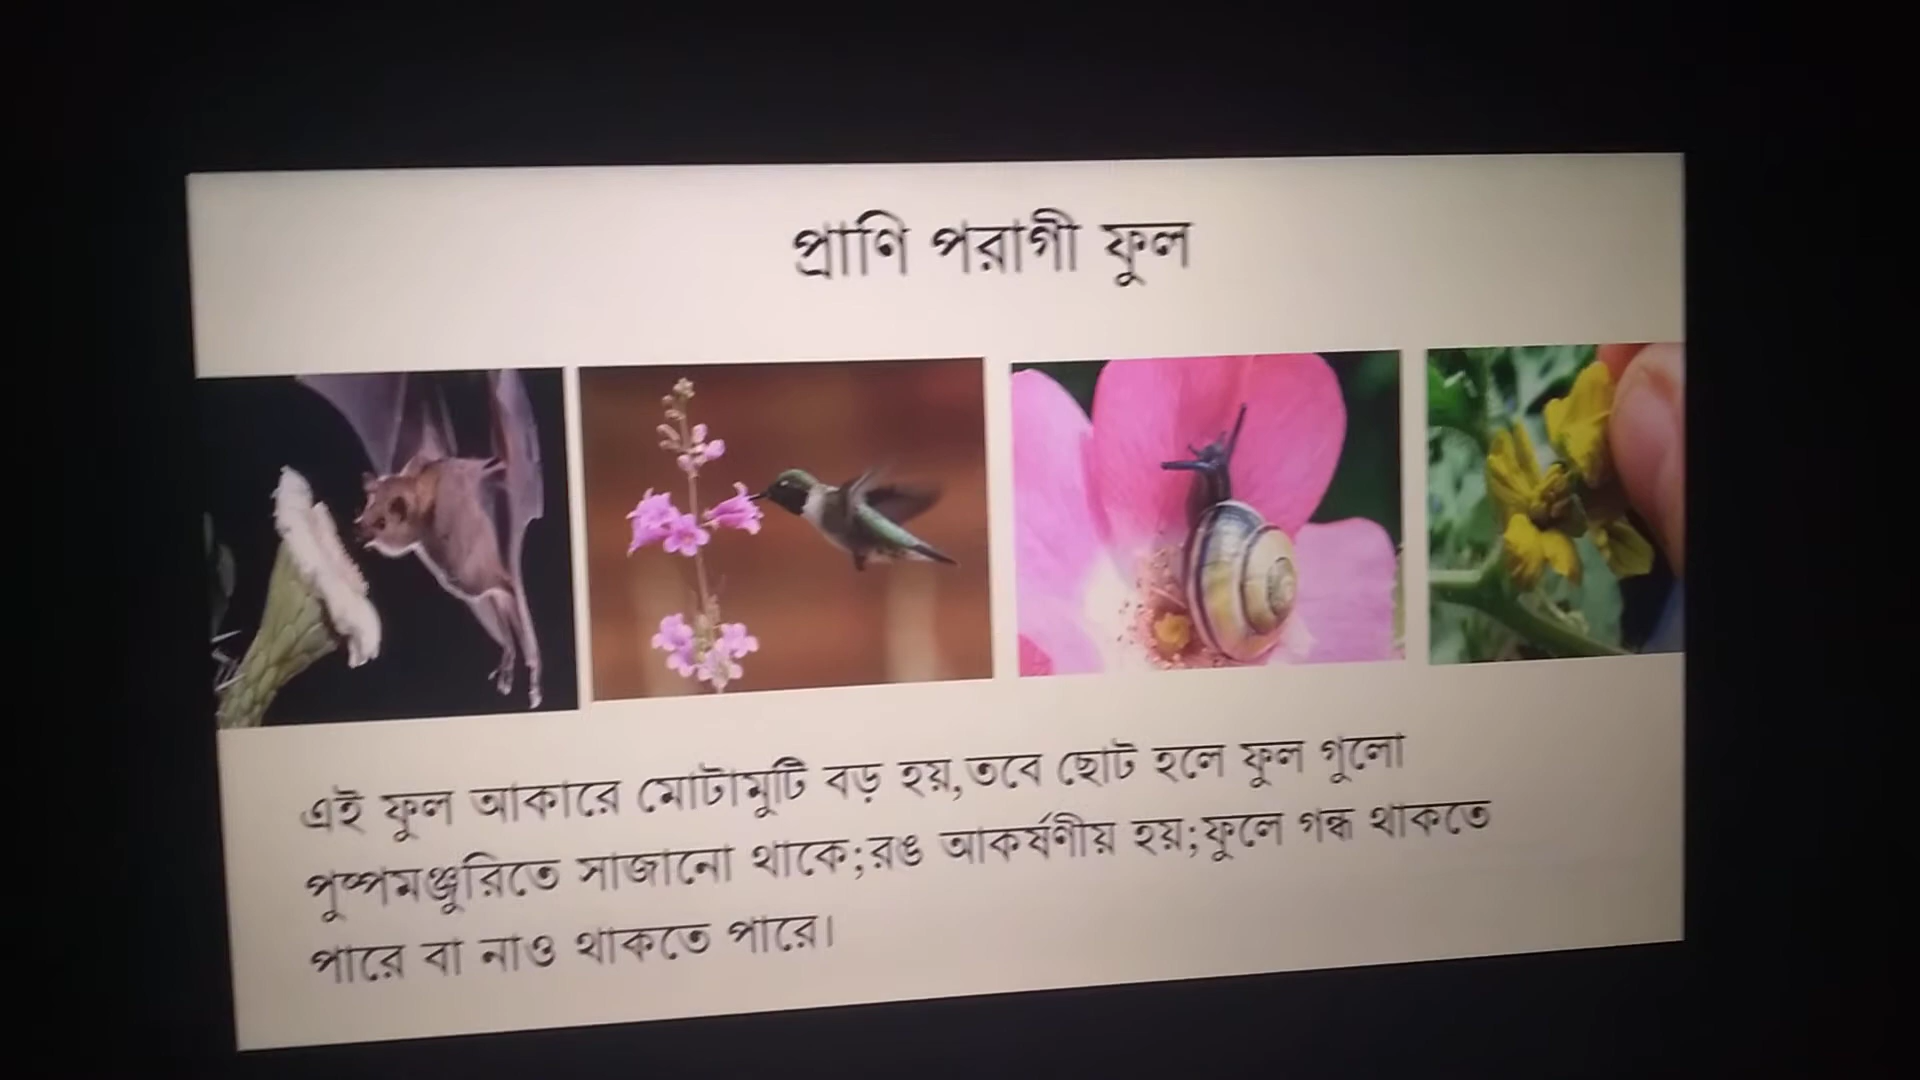 প্রাণি পরাগী ফুল
এই ফুল আকারে মোটামুটি বড় হয়,তবে ছোট হলে ফুল গুলো
পুষ্পমঞ্জুরিতে সাজানো থাকে;রঙ আকর্ষণীয় হয়;ফুলে গন্ধ থাকতে
পারে বা নাও থাকতে পারে।